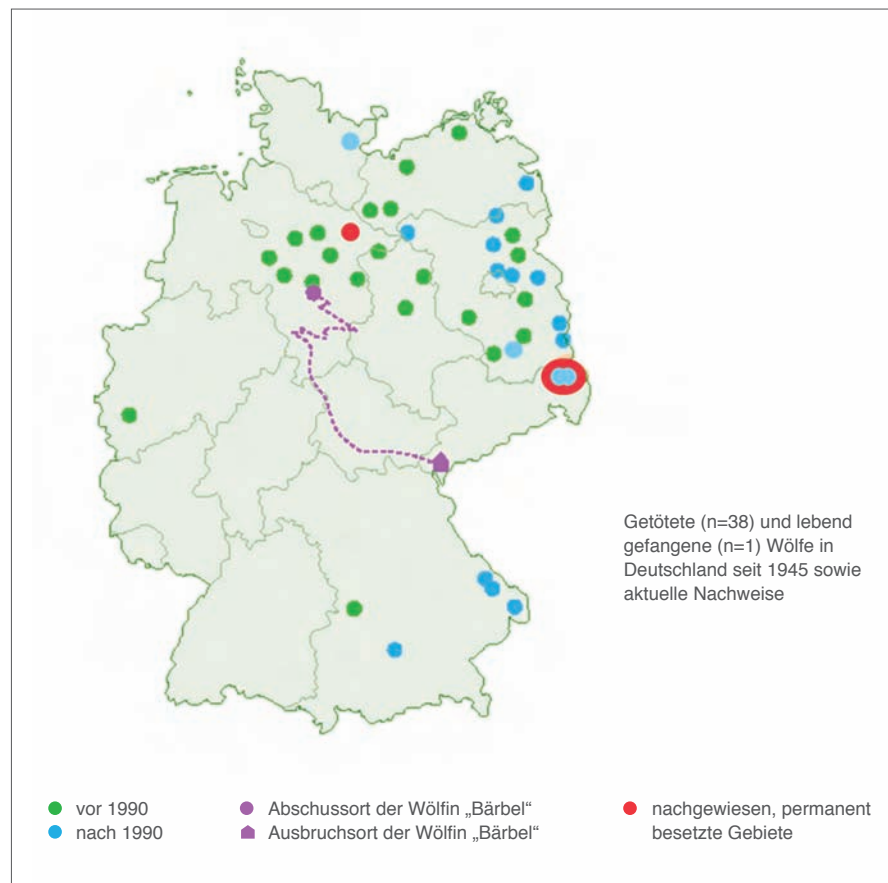 Getötete (n=38) und lebend
gefangene (n=1) Wölfe in
Deutschland seit 1945 sowie
aktuelle Nachweise
vor 1990
nach 1990
Abschussort der Wölfin „Bärbel“
Ausbruchsort der Wölfin „Bärbel“
nachgewiesen, permanent
besetzte Gebiete